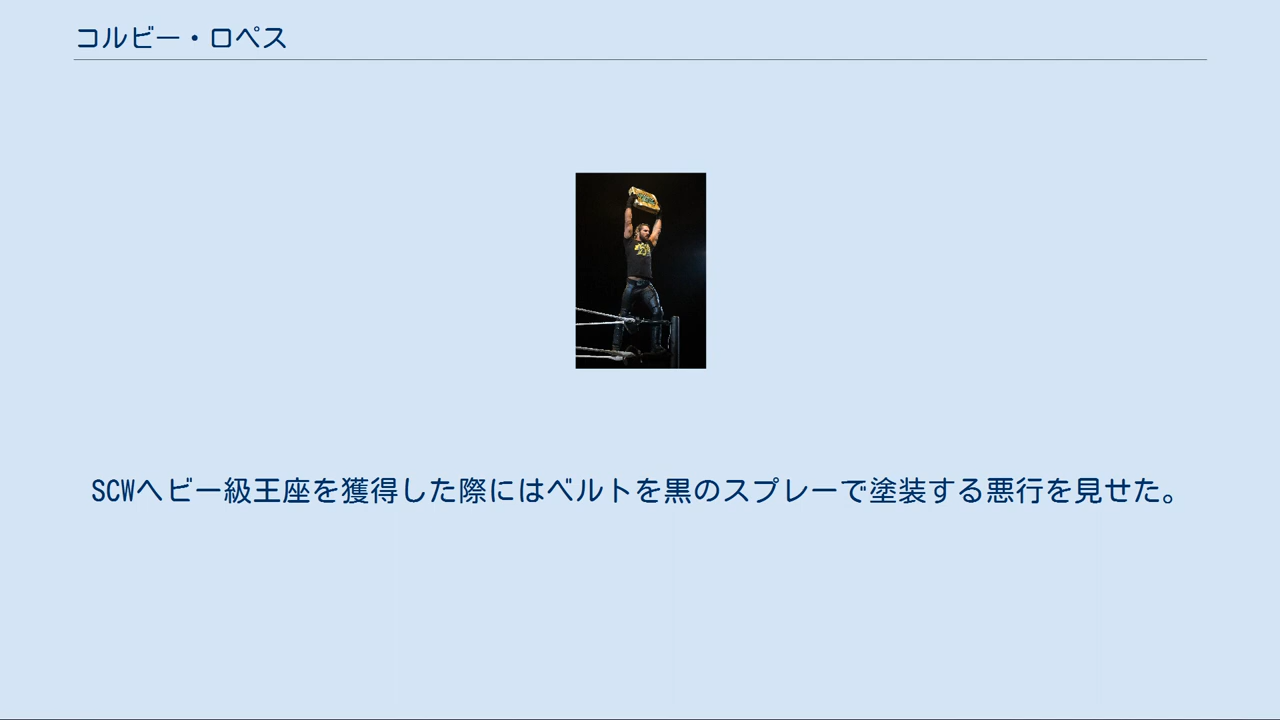 コルビー・ロペス
SCWヘビー級王座を獲得した際にはベルトを黒のスプレーで塗装する悪行を見せた。